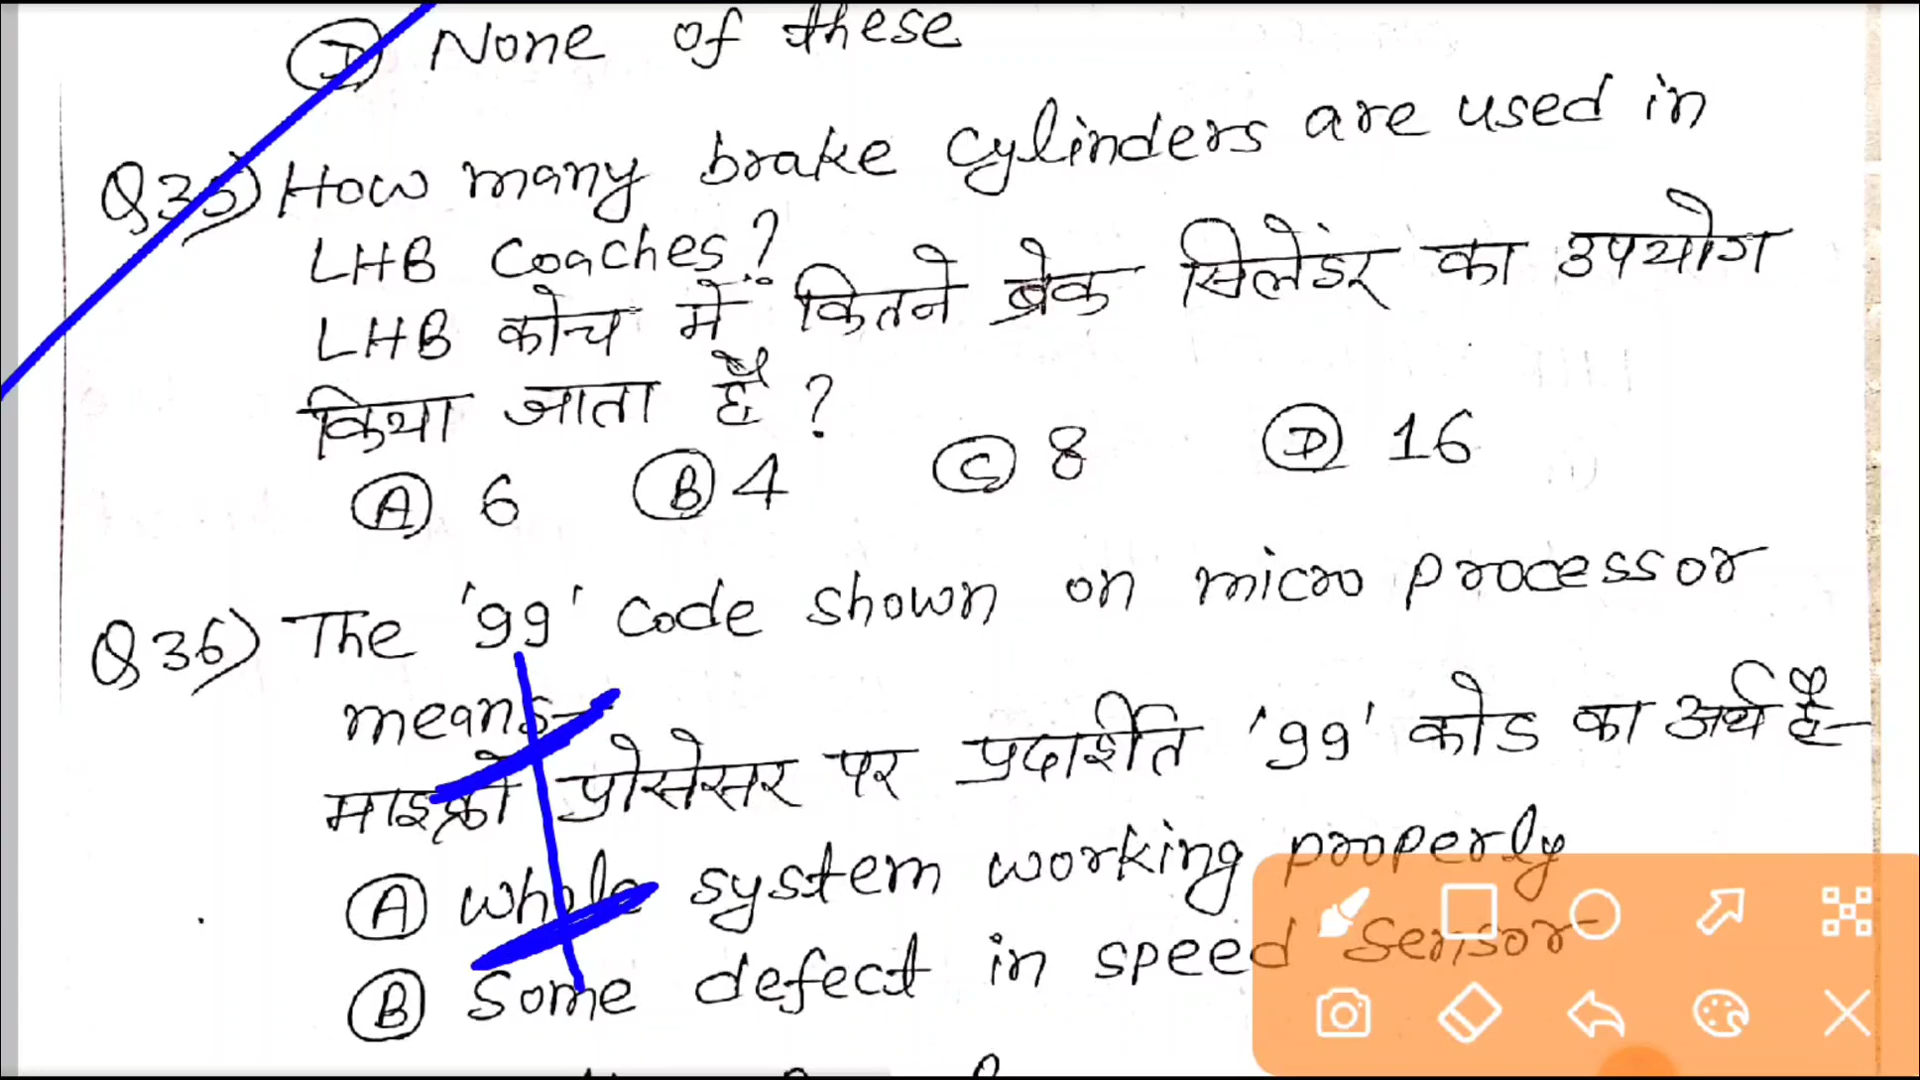 D None of these
Q35) How many brake cylinders are used in
LHB Coaches?
LHB कोच में कितने ब्रेक सिलेंडर का उपयोग
किया जाता है ?
A 6 B 4 C 8 D 16
Q36) The '99' code shown on micro processor
means-
माइक्रो प्रोसेसर पर प्रदर्शित '99' कोड का अर्थ है-
A whole system working properly
B Some defect in speed Sensor